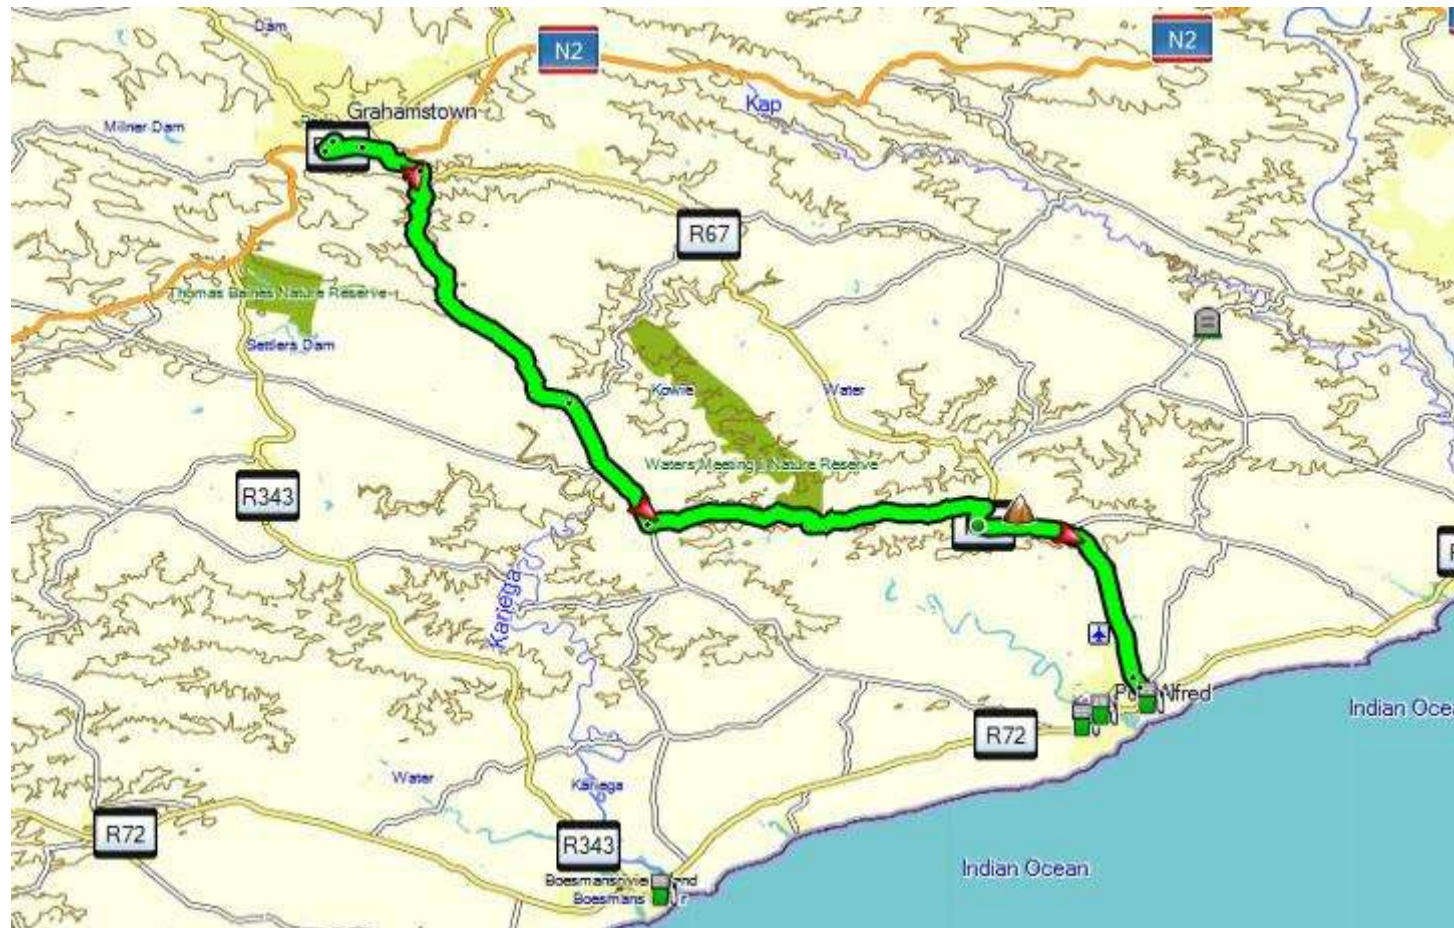 Dam
N2
N2
Grahamstown
Kap
Milner Dam
R67
Thomas Baines Nature Reserve
Settlers Dam
Kowie
Water
Waters Meeting Nature Reserve
R343
Kariega
Alfred
Indian
R72
Water
Kariega
R72
R343
Indian Ocean
Boesmans